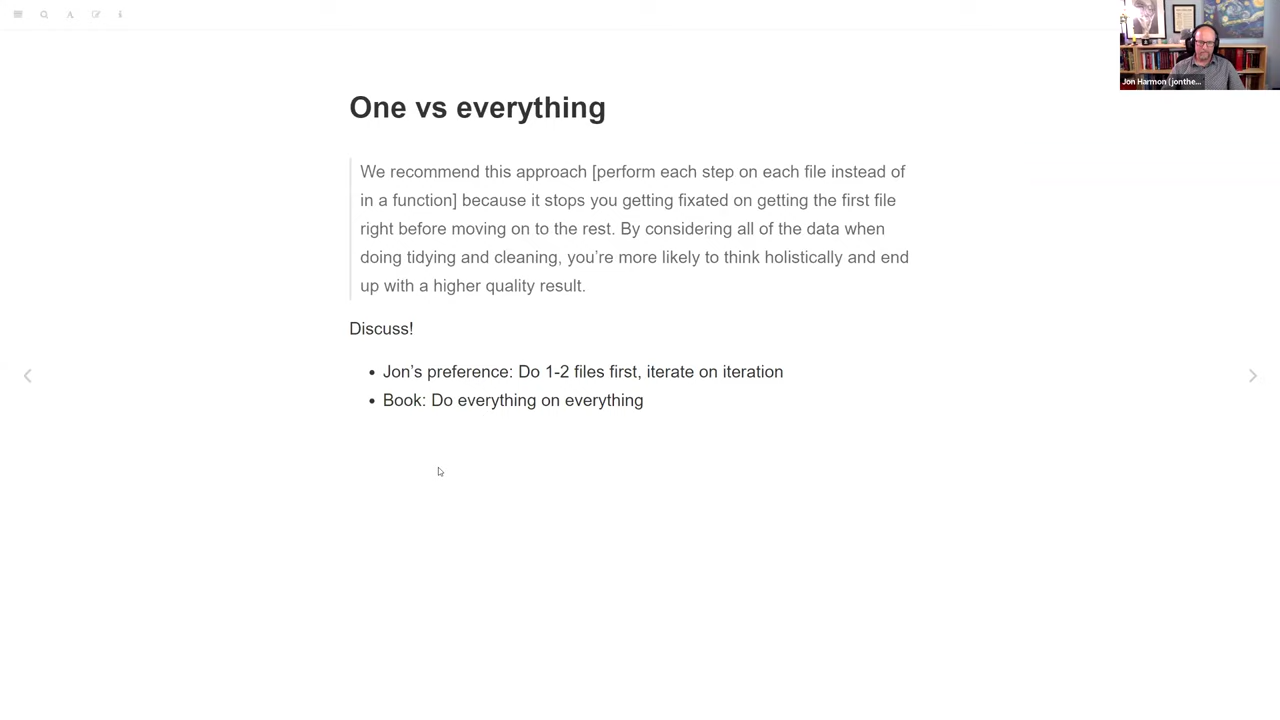 Jon Harmon (jonthe...
One vs everything
We recommend this approach [perform each step on each file instead of
in a function] because it stops you getting fixated on getting the first file
right before moving on to the rest. By considering all of the data when
doing tidying and cleaning, you’re more likely to think holistically and end
up with a higher quality result.
Discuss!
• Jon’s preference: Do 1-2 files first, iterate on iteration
• Book: Do everything on everything